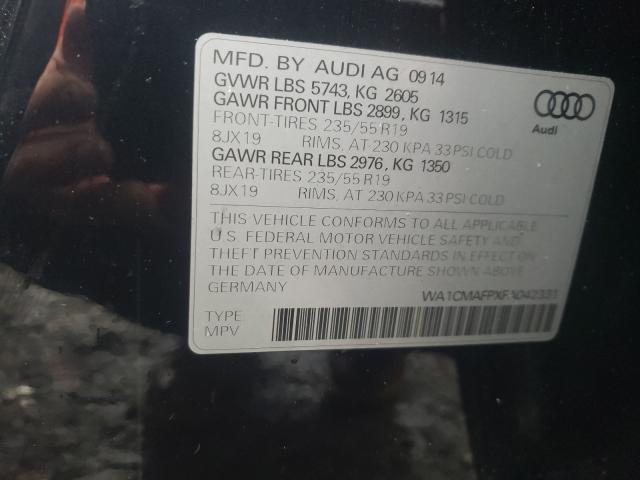 MFD. BY AUDI AG 09 14
GVWR LBS 5743, KG 2605
GAWR FRONT LBS 2899, KG 1315
FRONT-TIRES 235/55 R19
8JX19 RIMS, AT 230 KPA 33 PSI COLD
GAWR REAR LBS 2976, KG 1350
REAR-TIRES 235/55 R19
8JX19 RIMS, AT 230 KPA 33 PSI COLD
Audi
THIS VEHICLE CONFORMS TO ALL APPLICABLE
U.S. FEDERAL MOTOR VEHICLE SAFETY AND
THEFT PREVENTION STANDARDS IN EFFECT ON
THE DATE OF MANUFACTURE SHOWN ABOVE
GERMANY
WA1CMAFPXFA042331
TYPE:
MPV